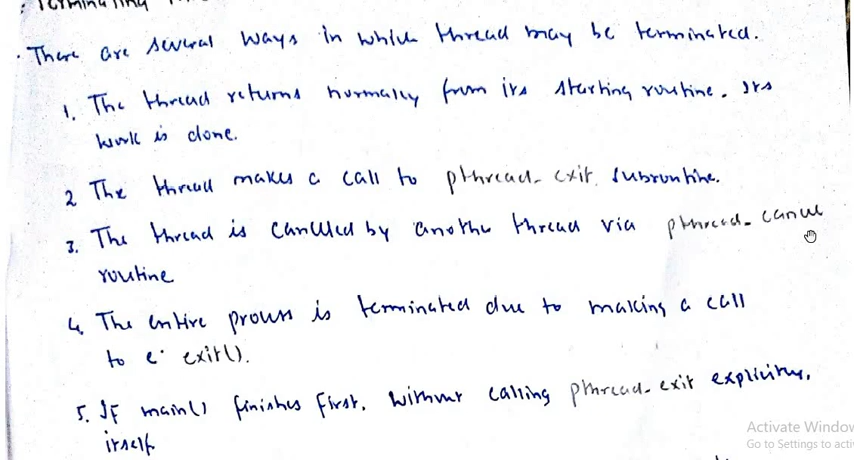 Terminating
. There are several ways in which thread may be terminated.
1. The thread returns normally from its starting routine. Its
work is done.
2 The thread makes a call to pthread_exit subroutine.
3. The thread is cancelled by another thread via pthread_cancel
routine
4. The entire process is terminated due to making a call
to e exit().
5. If main() finishes first, without calling pthread_exit explicitly,
itself
Activate Window
Go to Settings to activ